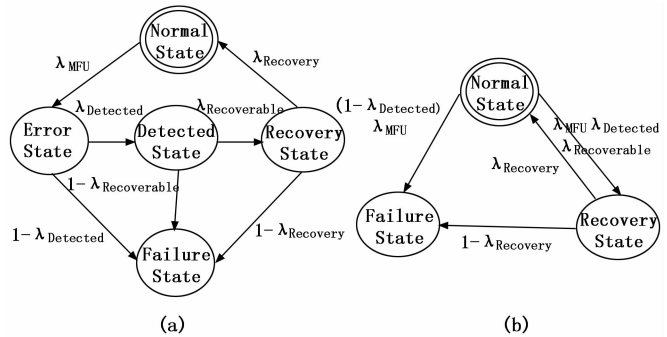 Normal
State
λMFU
λRecovery
λDetected
λRecoverable
Error
State
Detected
State
Recovery
State
1-λRecoverable
1-λDetected
1-λRecovery
Failure
State
(a)
Normal
State
(1-λDetected)
λMFU
λMFU λDetected
λRecoverable
λRecovery
Failure
State
Recovery
State
1-λRecovery
(b)